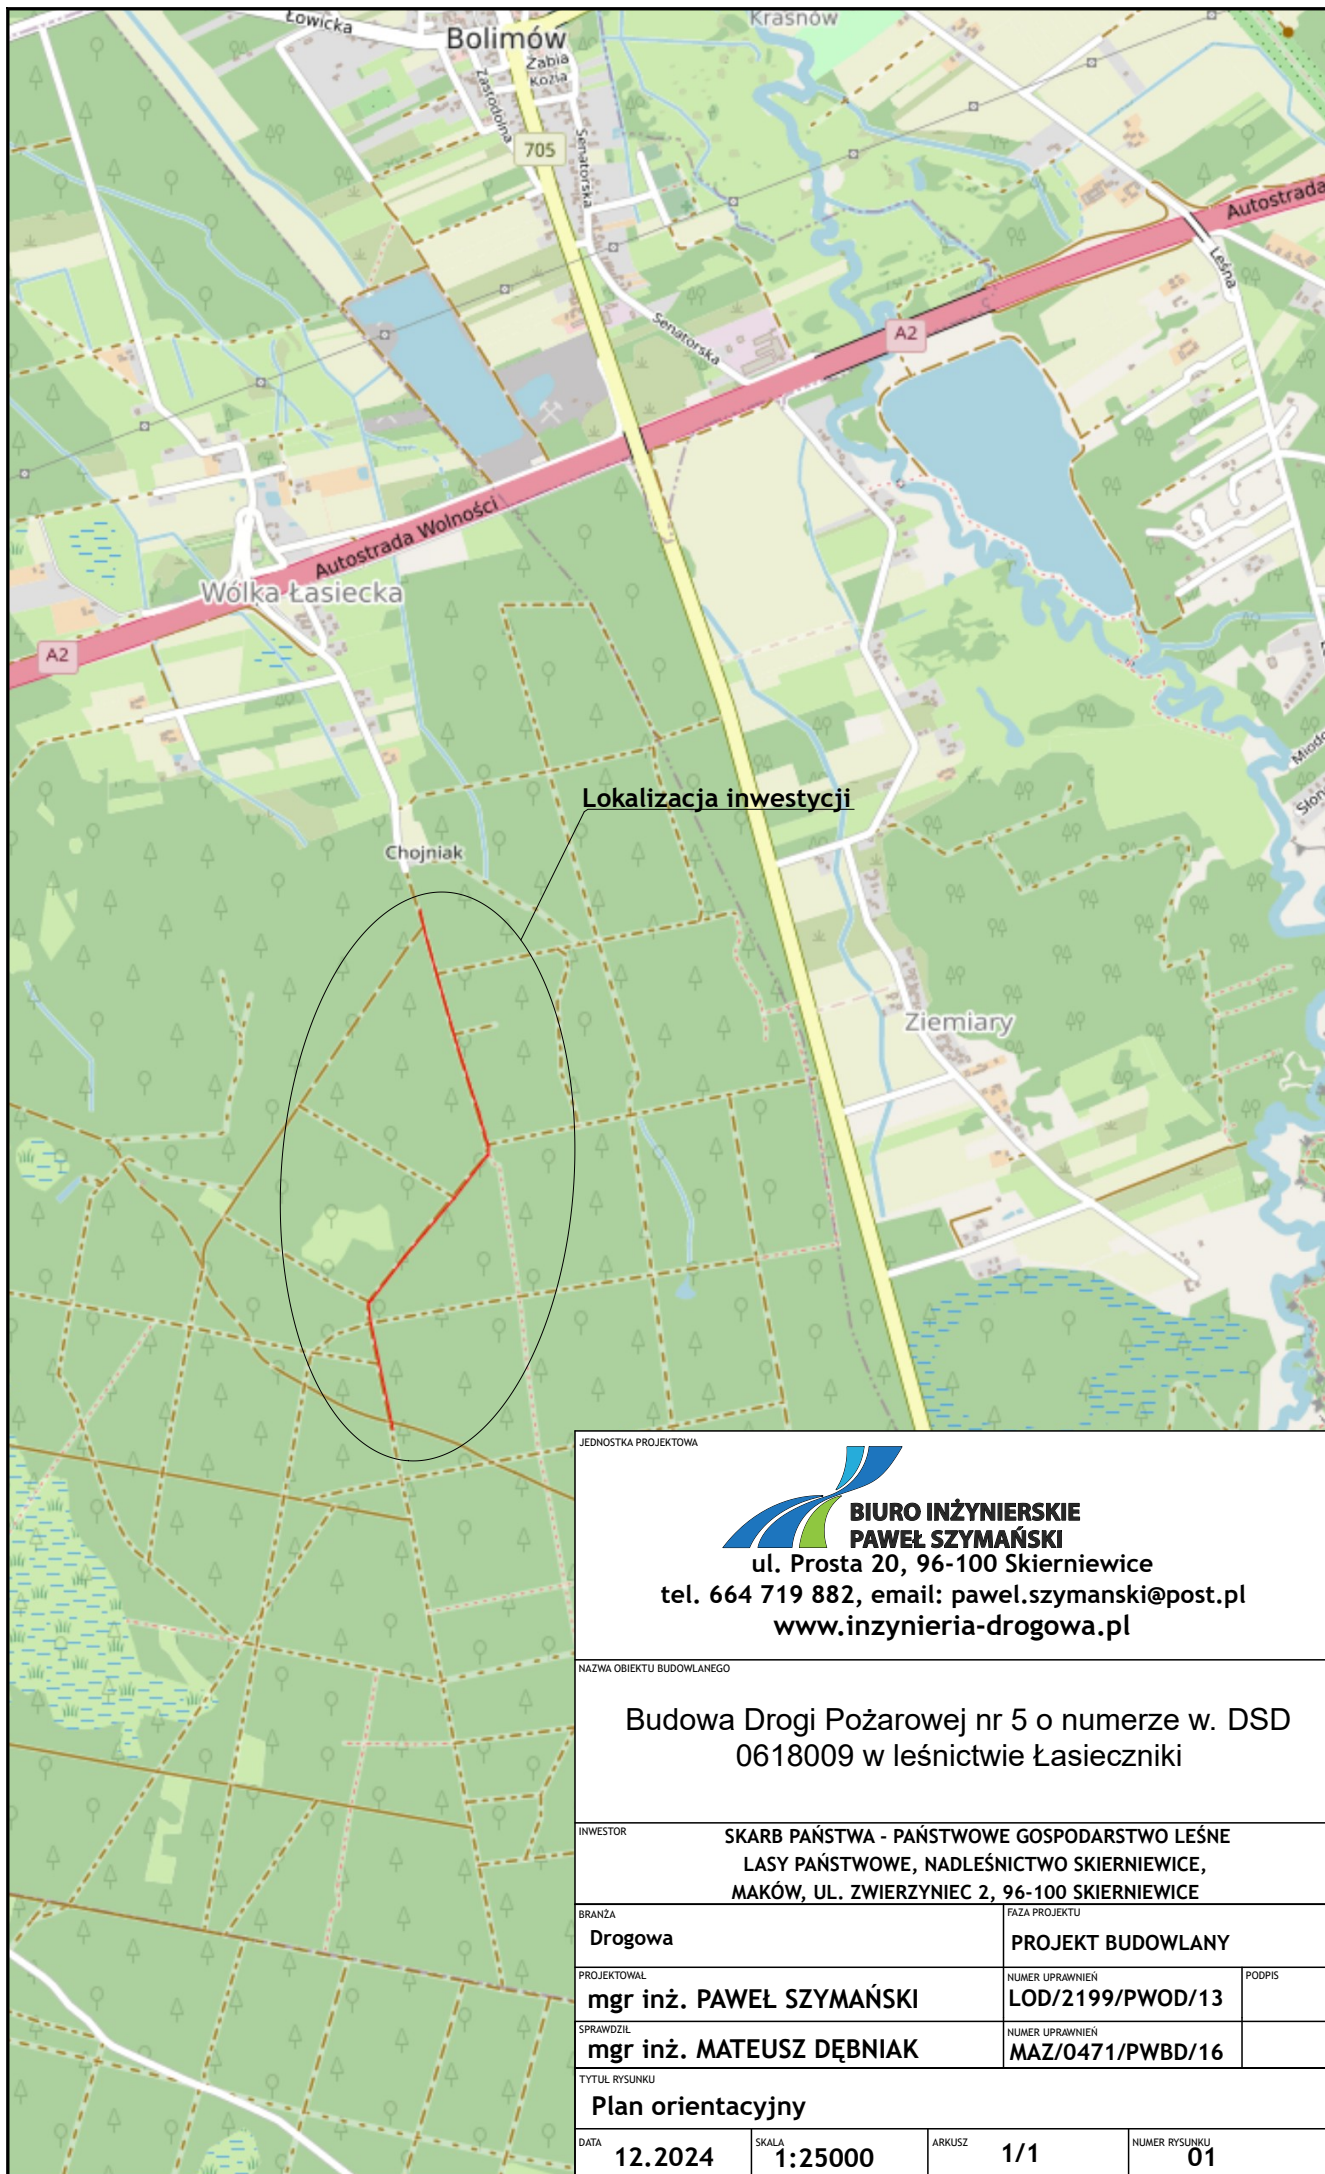 Łowicka
Bolimów
Krasnów
Żabia
Kozia
Zastodolna
705
Senatorska
Autostrada
Leśna
Senatorska
A2
Autostrada Wolności
Wólka Łasiecka
A2
Lokalizacja inwestycji
Chojniak
Ziemiary
JEDNOSTKA PROJEKTOWA
BIURO INŻYNIERSKIE
PAWEŁ SZYMAŃSKI
ul. Prosta 20, 96-100 Skierniewice
tel. 664 719 882, email: pawel.szymanski@post.pl
www.inzynieria-drogowa.pl
NAZWA OBIEKTU BUDOWLANEGO
Budowa Drogi Pożarowej nr 5 o numerze w. DSD
0618009 w leśnictwie Łasieczniki
INWESTOR
SKARB PAŃSTWA - PAŃSTWOWE GOSPODARSTWO LEŚNE
LASY PAŃSTWOWE, NADLEŚNICTWO SKIERNIEWICE,
MAKÓW, UL. ZWIERZYNIEC 2, 96-100 SKIERNIEWICE
BRANŻA
Drogowa
FAZA PROJEKTU
PROJEKT BUDOWLANY
PROJEKTOWAŁ
mgr inż. PAWEŁ SZYMAŃSKI
NUMER UPRAWNIEŃ
LOD/2199/PWOD/13
PODPIS
SPRAWDZIŁ
mgr inż. MATEUSZ DĘBNIAK
NUMER UPRAWNIEŃ
MAZ/0471/PWBD/16
TYTUŁ RYSUNKU
Plan orientacyjny
DATA
12.2024
SKALA
1:25000
ARKUSZ
1/1
NUMER RYSUNKU
01